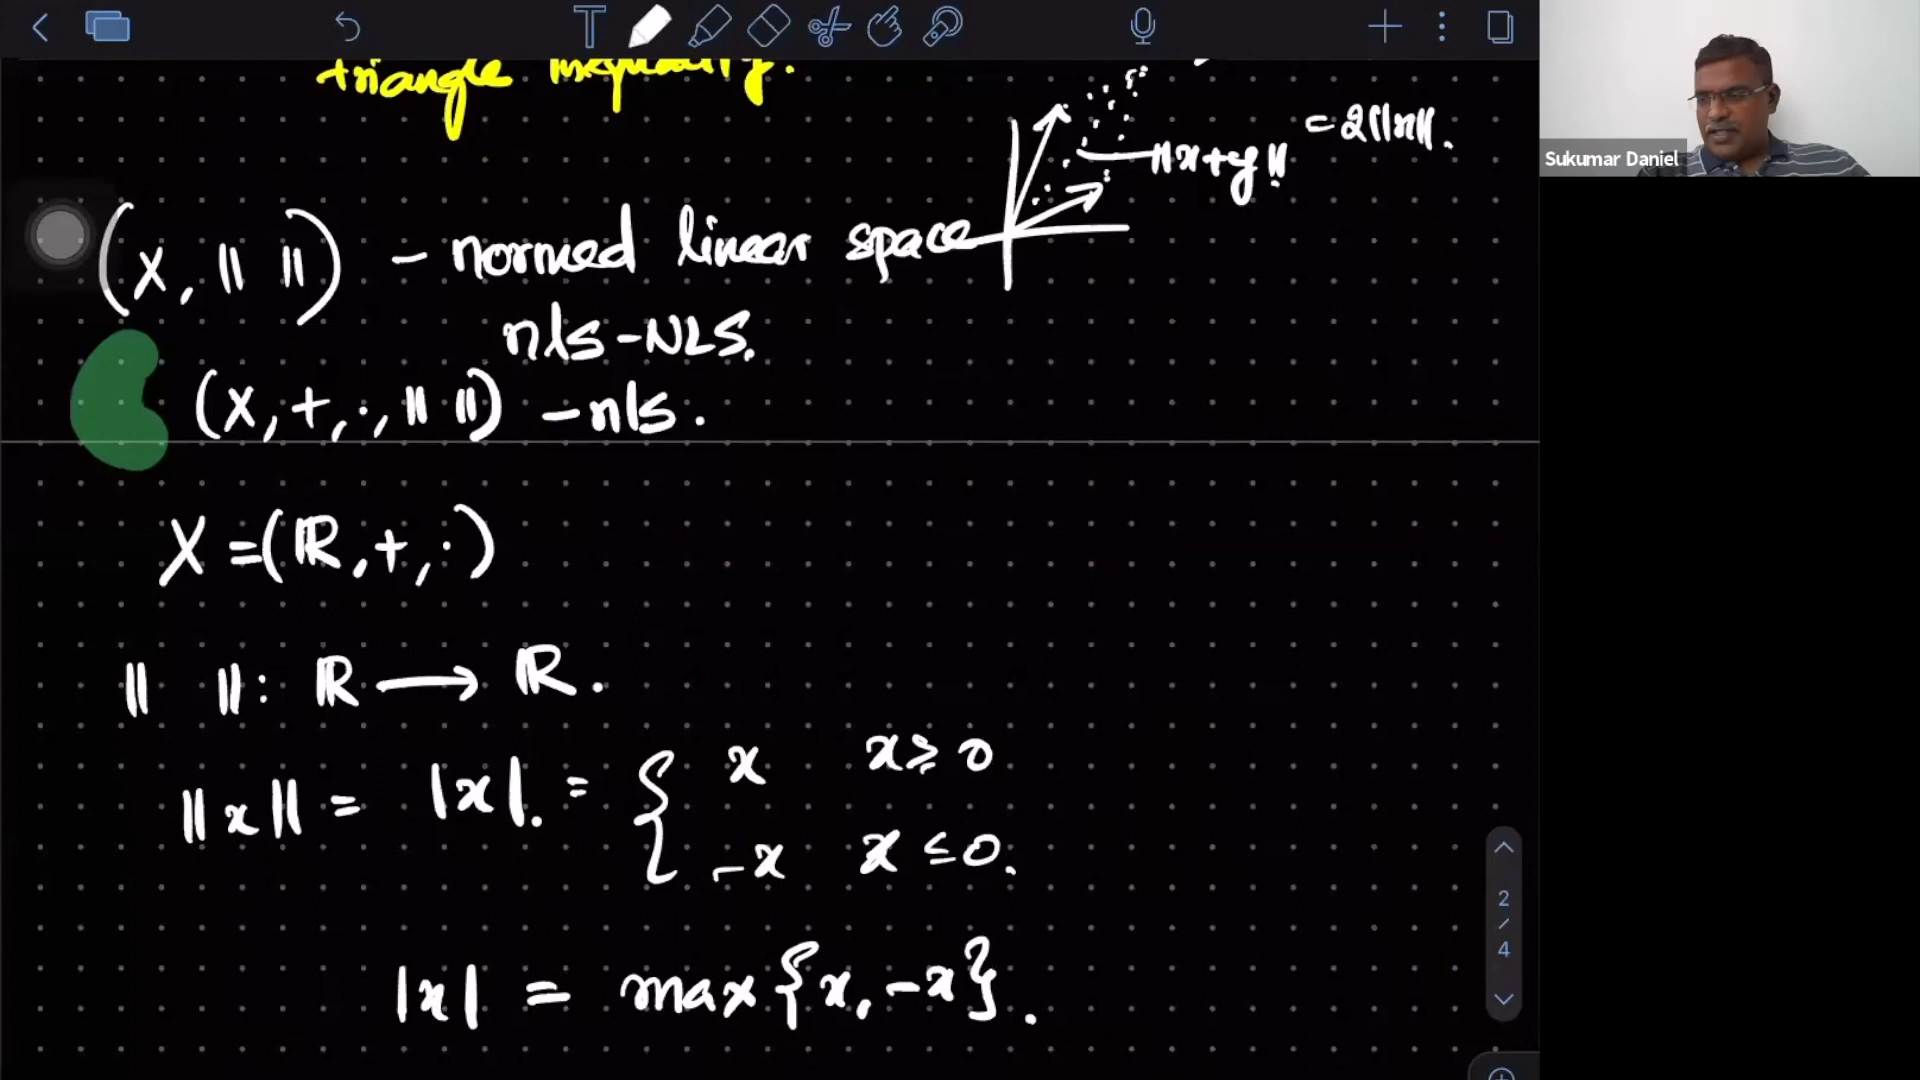 triangle inequality.
‖x+y‖ = 2‖x‖.
Sukumar Daniel
(X, ‖ ‖) – normed linear space
nls – NLS.
(X, +, ·, ‖ ‖) – nls.
X = (ℝ, +, ·)
‖ ‖ : ℝ ⟶ ℝ.
‖x‖ = |x|. = { x x ≥ 0
-x x ≤ 0.
|x| = max{x, -x}.
2
/
4